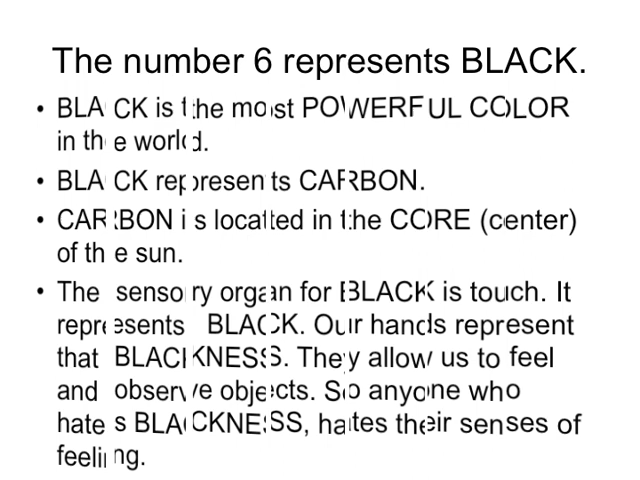 The number 6 represents BLACK.
• BLACK is the most POWERFUL COLOR
in the world.
• BLACK represents CARBON.
• CARBON is located in the CORE (center)
of the sun.
• The sensory organ for BLACK is touch. It
represents BLACK. Our hands represent
that BLACKNESS. They allow us to feel
and observe objects. So anyone who
hates BLACKNESS, hates their senses of
feeling.